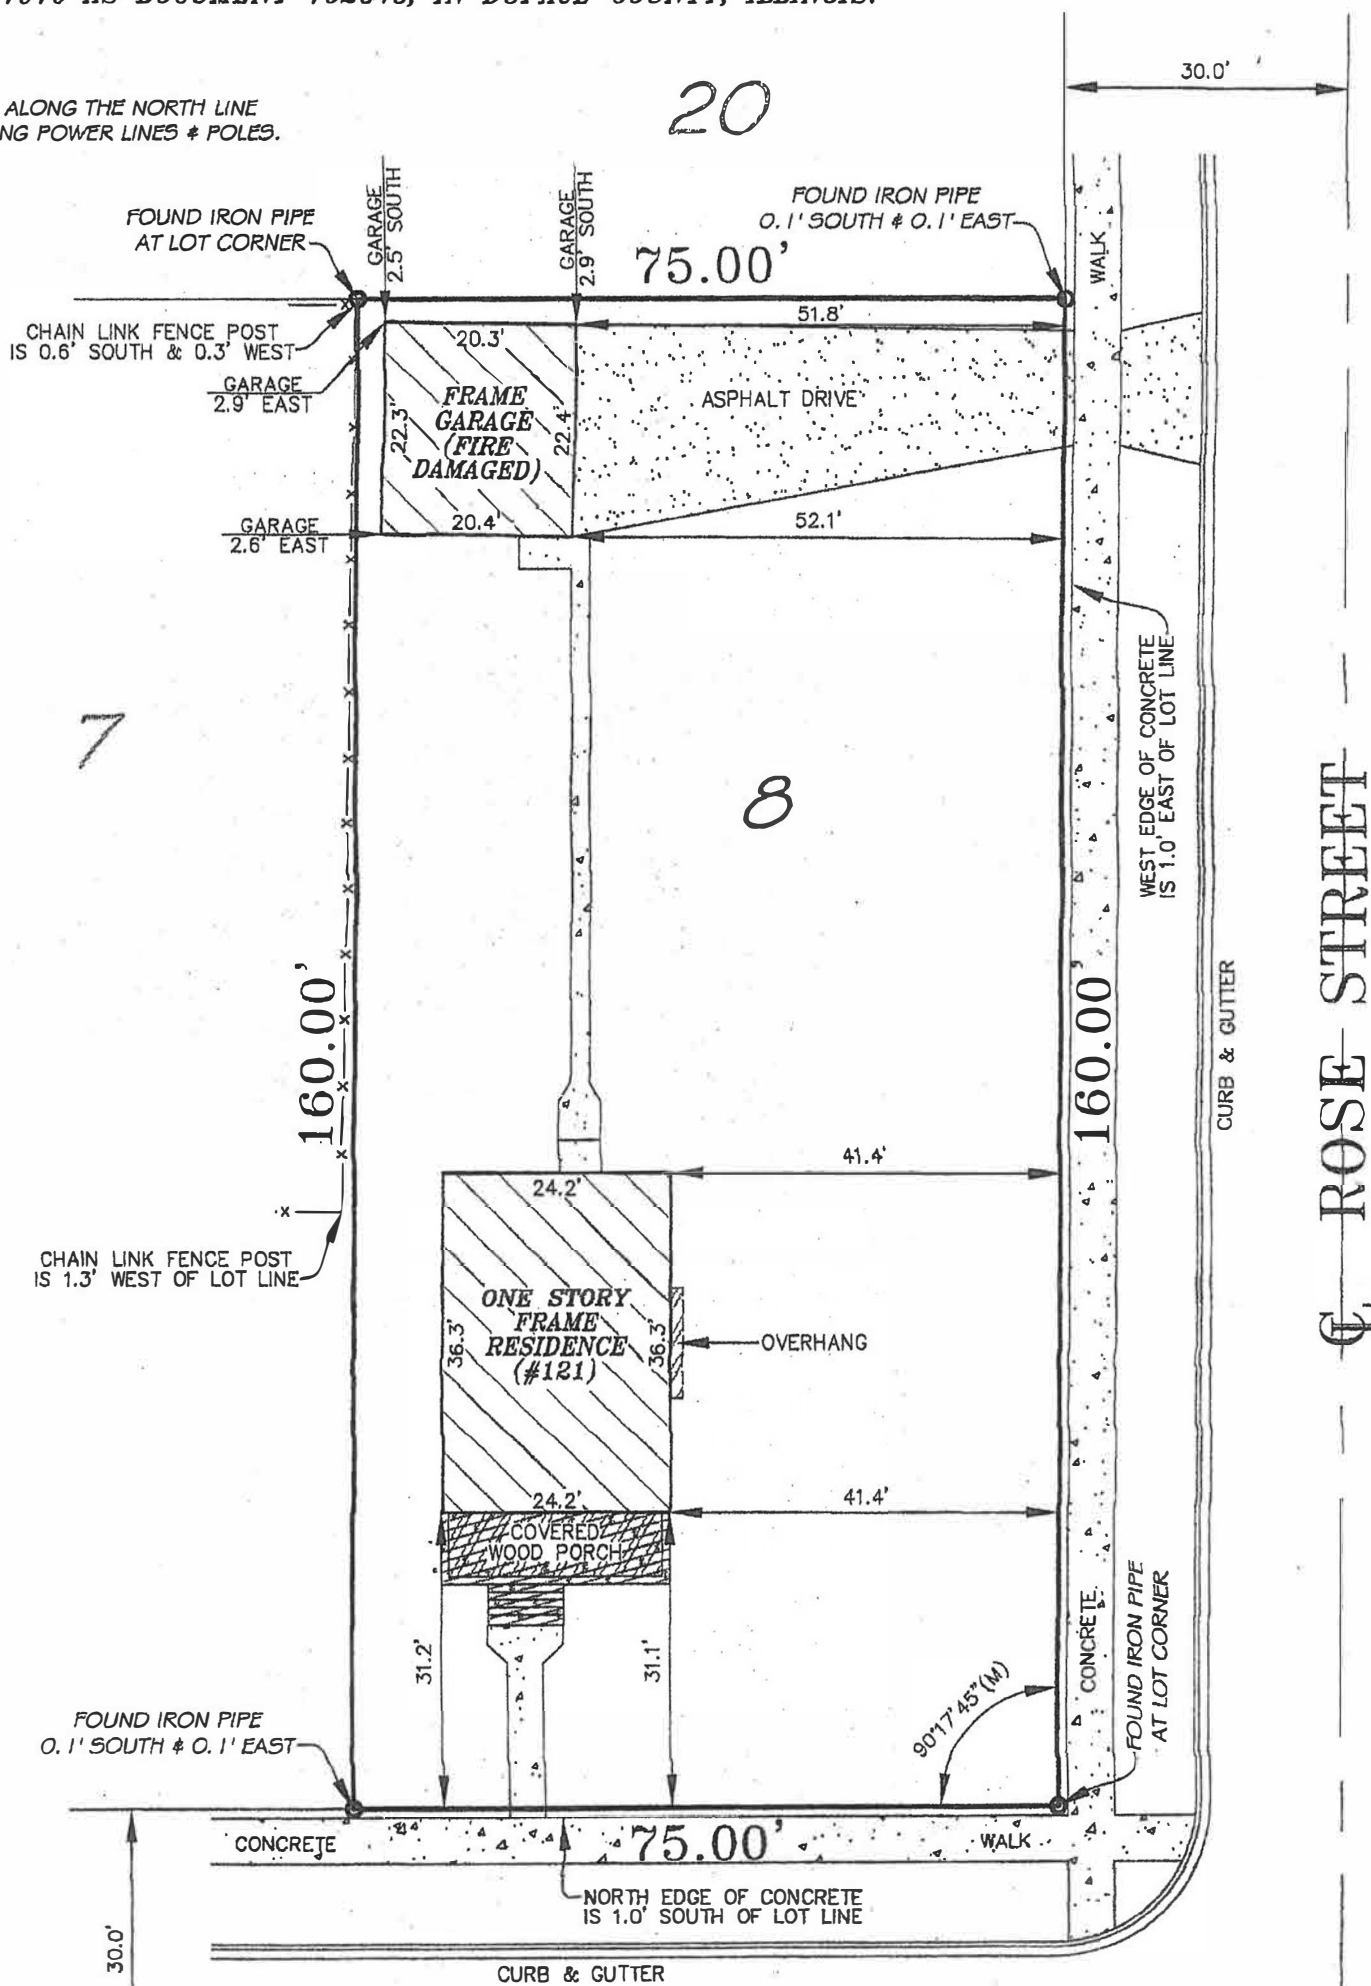 AS DOCUMENT IN DUPAGE COUNTY, ILLINOIS.
ALONG THE NORTH LINE
POWER LINES & POLES.
20
30.0'
FOUND IRON PIPE
AT LOT CORNER
GARAGE
2.5' SOUTH
GARAGE
2.9' SOUTH
FOUND IRON PIPE
0.1' SOUTH & 0.1' EAST
75.00'
WALK
CHAIN LINK FENCE POST
IS 0.6' SOUTH & 0.3' WEST
GARAGE
2.9' EAST
20.3'
51.8'
FRAME
GARAGE
(FIRE
DAMAGED)
22.3'
22.4'
ASPHALT DRIVE
GARAGE
2.6' EAST
20.4'
52.1'
WEST EDGE OF CONCRETE
IS 1.0' EAST OF LOT LINE
7
8
160.00'
160.00'
CURB & GUTTER
ROSE STREET
24.2'
41.4'
CHAIN LINK FENCE POST
IS 1.3' WEST OF LOT LINE
ONE STORY
FRAME
RESIDENCE
(#121)
36.3'
36.3'
OVERHANG
24.2'
41.4'
COVERED
WOOD PORCH
31.2'
31.1'
90°17'45"(M)
CONCRETE
FOUND IRON PIPE
AT LOT CORNER
FOUND IRON PIPE
0.1' SOUTH & 0.1' EAST
CONCRETE
75.00'
WALK
NORTH EDGE OF CONCRETE
IS 1.0' SOUTH OF LOT LINE
30.0'
CURB & GUTTER